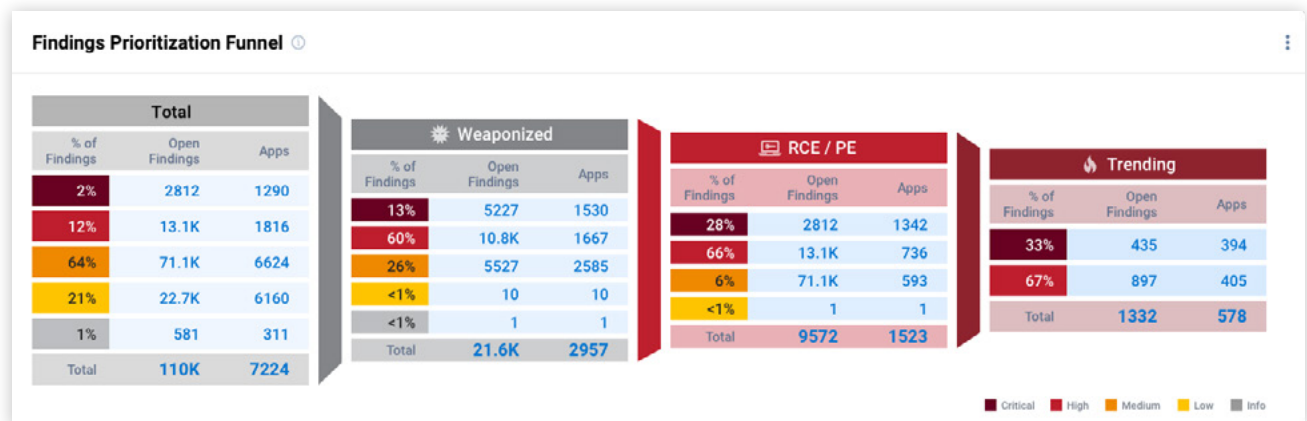 Findings Prioritization Funnel
Total
% of Findings Open Findings Apps
2% 2812 1290
12% 13.1K 1816
64% 71.1K 6624
21% 22.7K 6160
1% 581 311
Total 110K 7224
Weaponized
% of Findings Open Findings Apps
13% 5227 1530
60% 10.8K 1667
26% 5527 2585
<1% 10 10
<1% 1 1
Total 21.6K 2957
RCE / PE
% of Findings Open Findings Apps
28% 2812 1342
66% 13.1K 736
6% 71.1K 593
<1% 1 1
Total 9572 1523
Trending
% of Findings Open Findings Apps
33% 435 394
67% 897 405
Total 1332 578
Critical High Medium Low Info